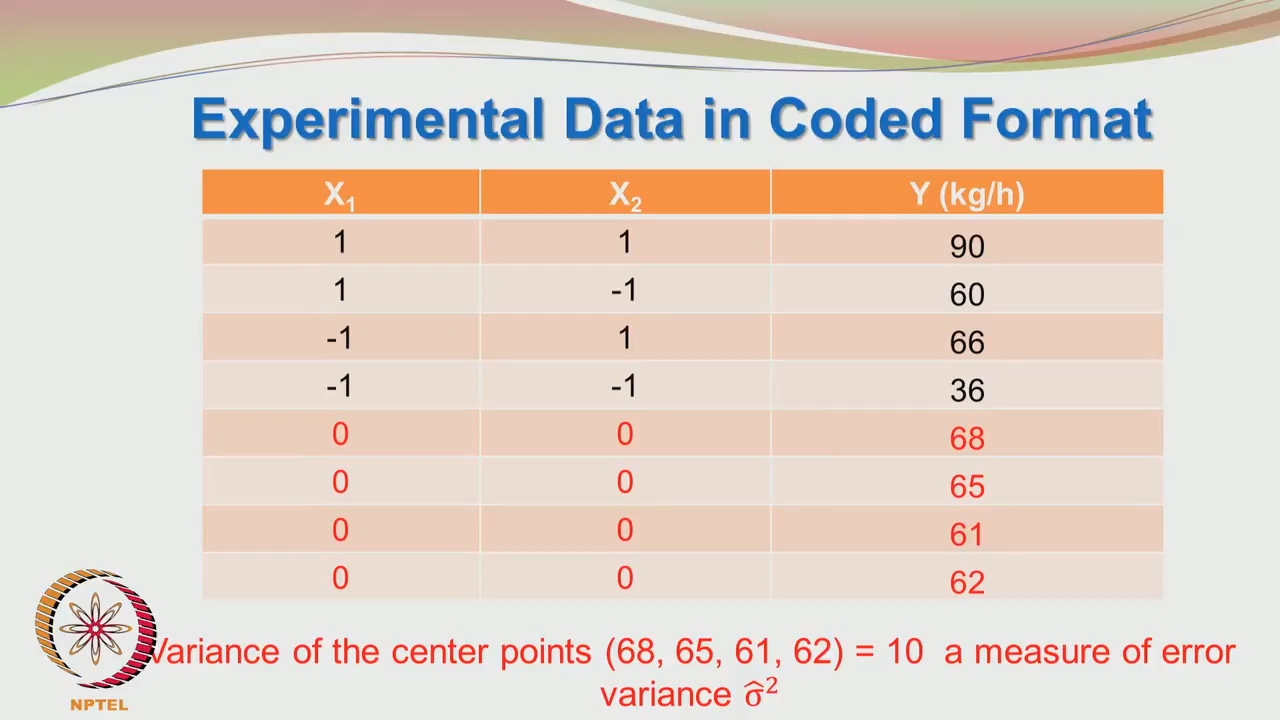 Experimental Data in Coded Format
X₁ X₂ Y (kg/h)
1 1 90
1 -1 60
-1 1 66
-1 -1 36
0 0 68
0 0 65
0 0 61
0 0 62
Variance of the center points (68, 65, 61, 62) = 10 a measure of error
variance σ̂²
NPTEL